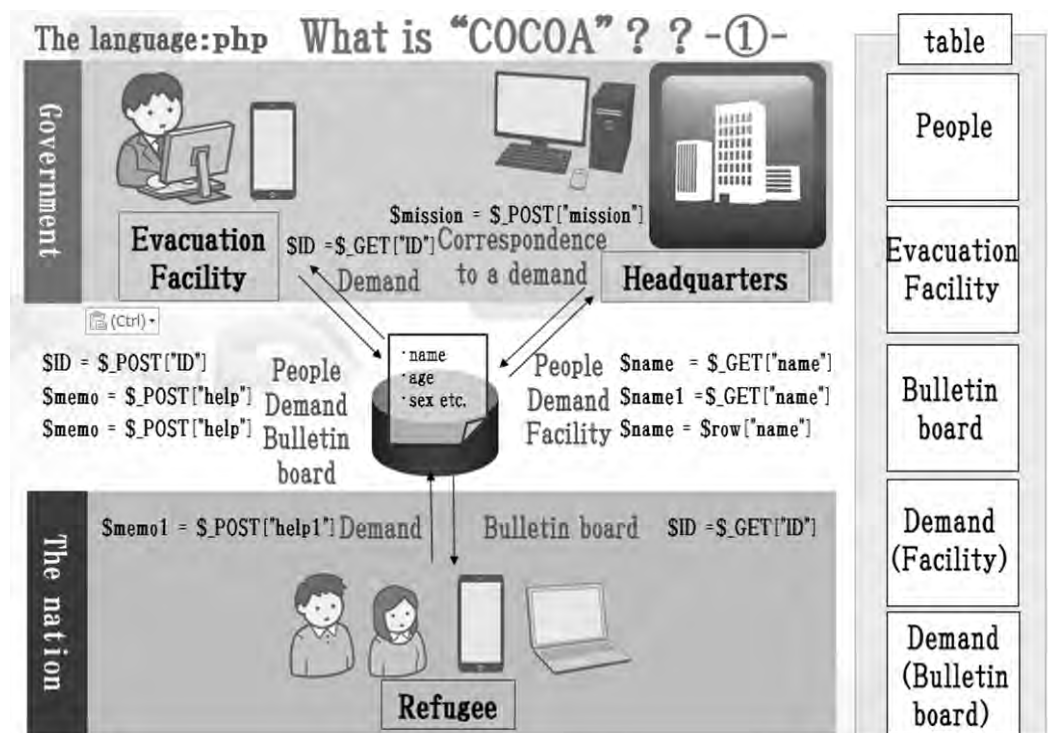 The language:php
What is “COCOA”？？-①-
Government
Evacuation
Facility
$ID =$_GET["ID"]
Demand
$mission = $_POST["mission"]
Correspondence
to a demand
Headquarters
(Ctrl)
$ID = $_POST["ID"]
$memo = $_POST["help"]
$memo = $_POST["help"]
People
Demand
Bulletin
board
・name
・age
・sex etc.
People
Demand
Facility
$name = $_GET["name"]
$name1 =$_GET["name"]
$name = $row["name"]
The nation
$memo1 = $_POST["help1"]
Demand
Bulletin board
$ID =$_GET["ID"]
Refugee
table
People
Evacuation
Facility
Bulletin
board
Demand
(Facility)
Demand
(Bulletin
board)